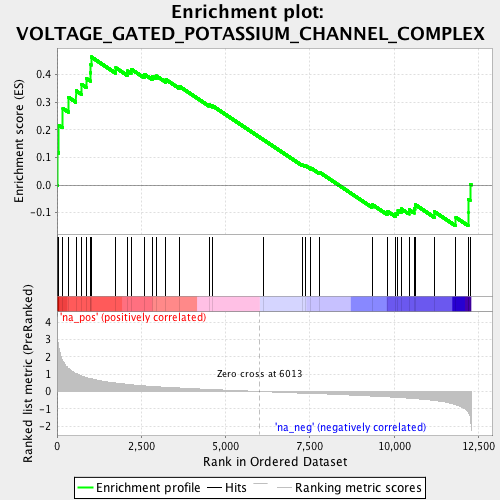 Enrichment plot:
VOLTAGE_GATED_POTASSIUM_CHANNEL_COMPLEX
Enrichment score (ES)
0.4
0.3
0.2
0.1
0.0
-0.1
'na_pos' (positively correlated)
Ranked list metric (PreRanked)
4
3
2
1
0
-1
-2
Zero cross at 6013
'na_neg' (negatively correlated)
0
2,500
5,000
7,500
10,000
12,500
Rank in Ordered Dataset
Enrichment profile
Hits
Ranking metric scores